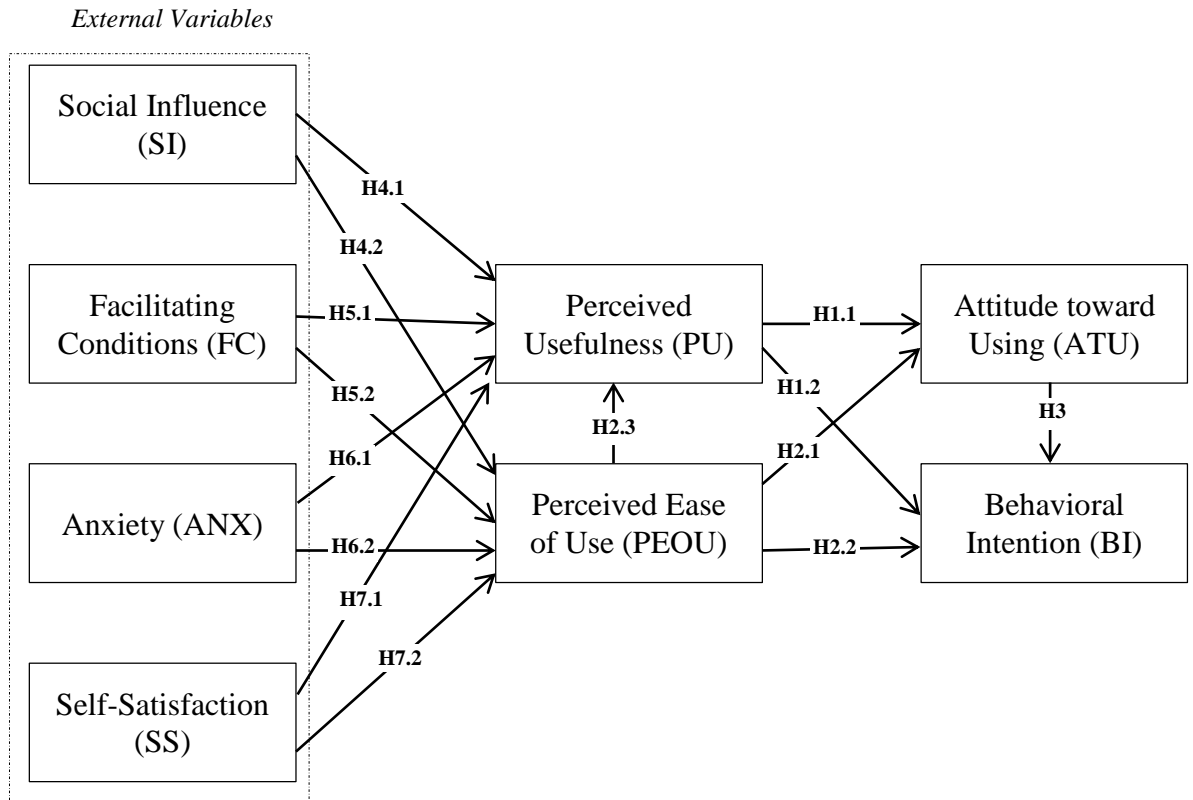 External Variables
Social Influence
(SI)
H4.1
H4.2
Facilitating
Conditions (FC)
H5.1
Perceived
Usefulness (PU)
H1.1
Attitude toward
Using (ATU)
H5.2
H1.2
H3
H2.3
H6.1
H2.1
Anxiety (ANX)
Perceived Ease
of Use (PEOU)
Behavioral
Intention (BI)
H6.2
H2.2
H7.1
H7.2
Self-Satisfaction
(SS)